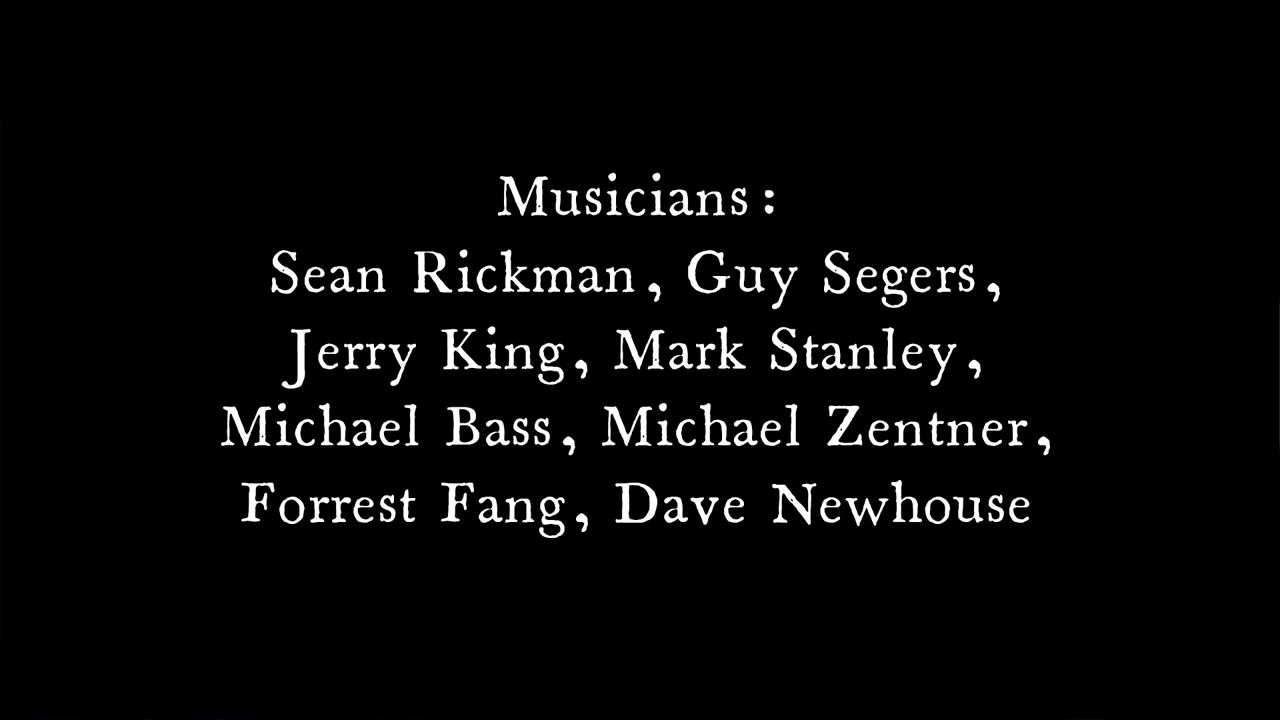 Musicians:
Sean Rickman, Guy Segers,
Jerry King, Mark Stanley,
Michael Bass, Michael Zentner,
Forrest Fang, Dave Newhouse